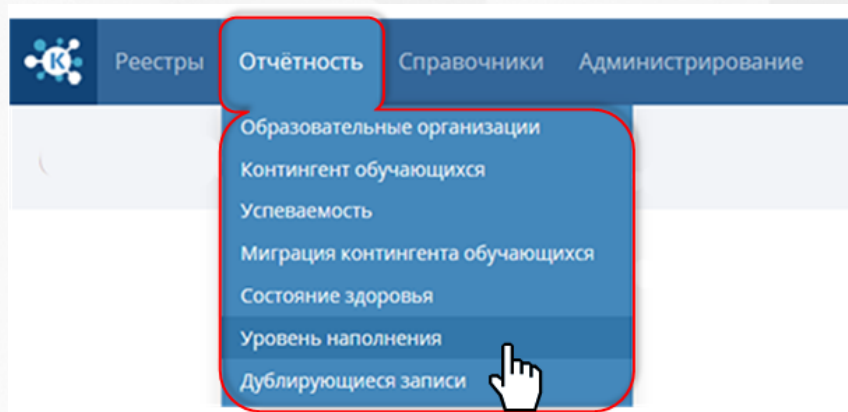 К Реестры Отчётность Справочники Администрирование
Образовательные организации
Контингент обучающихся
Успеваемость
Миграция контингента обучающихся
Состояние здоровья
Уровень наполнения
Дублирующиеся записи